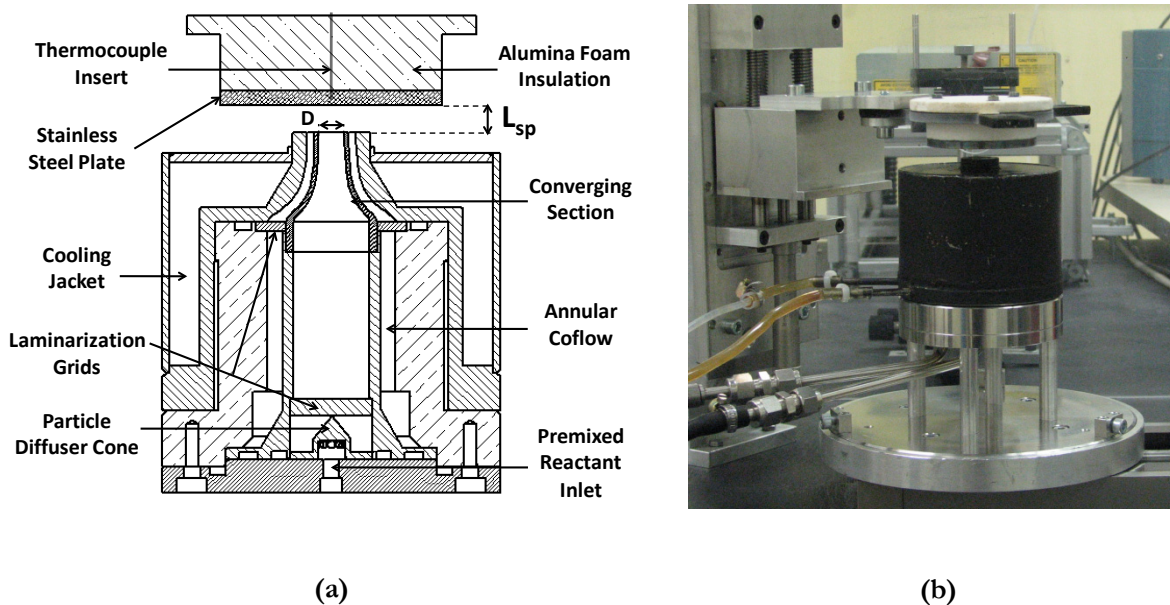 Thermocouple
Insert
Alumina Foam
Insulation
Stainless
Steel Plate
D
Lsp
Converging
Section
Cooling
Jacket
Annular
Coflow
Laminarization
Grids
Particle
Diffuser Cone
Premixed
Reactant
Inlet
(a)
(b)